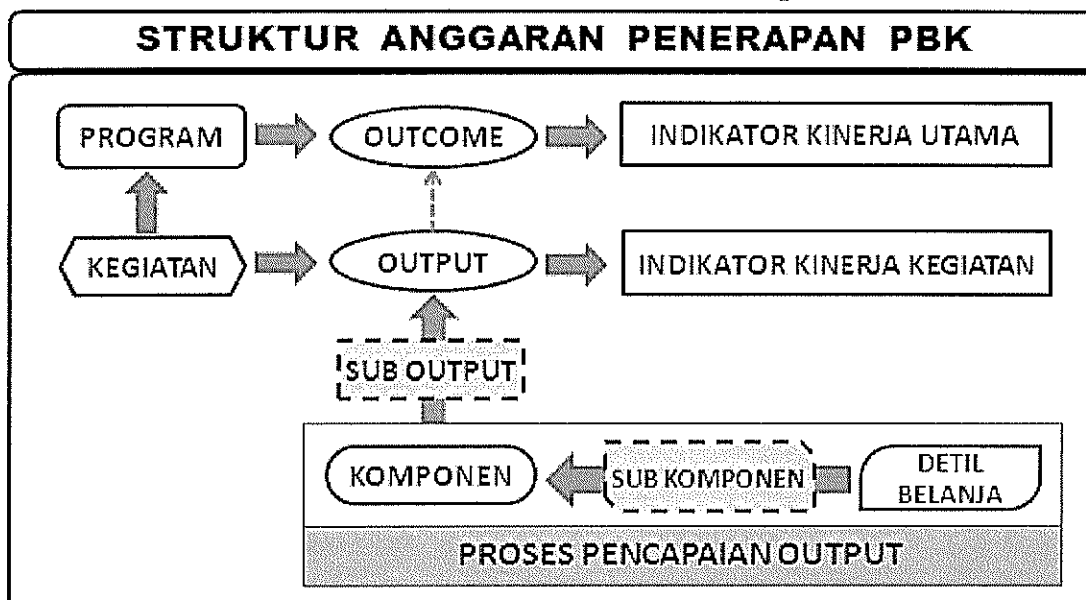 STRUKTUR ANGGARAN PENERAPAN PBK
PROGRAM
OUTCOME
INDIKATOR KINERJA UTAMA
KEGIATAN
OUTPUT
INDIKATOR KINERJA KEGIATAN
SUB OUTPUT
KOMPONEN
SUB KOMPONEN
DETIL
BELANJA
PROSES PENCAPAIAN OUTPUT